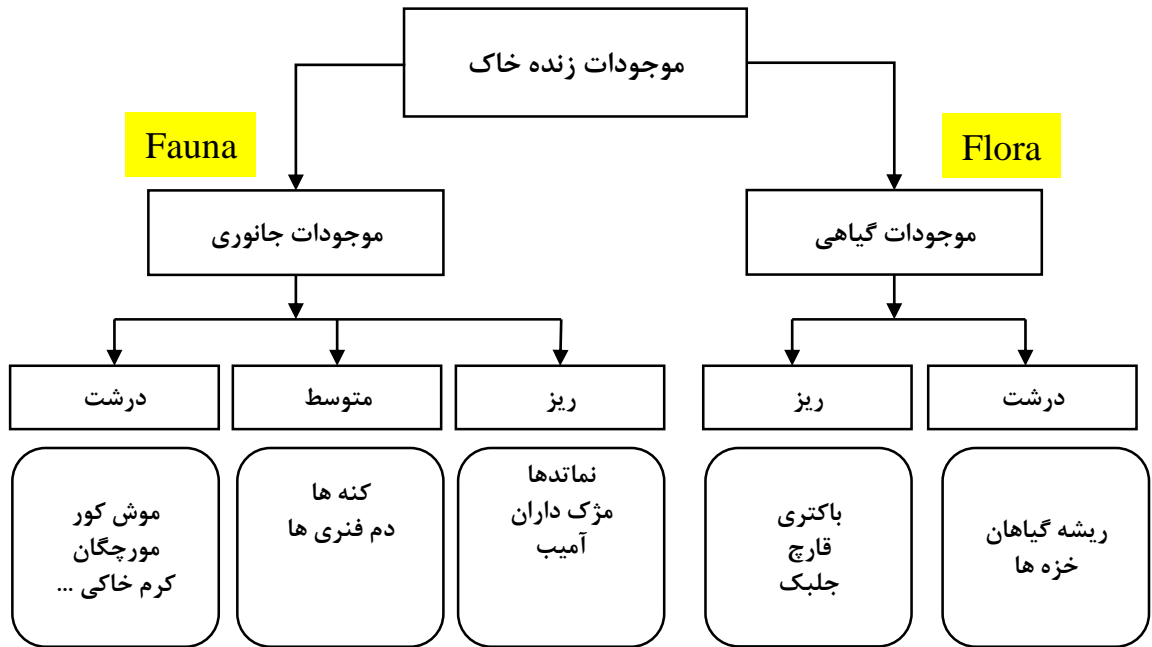 موجودات زنده خاک
Flora
Fauna
موجودات گیاهی
موجودات جانوری
درشت
ریز
ریز
متوسط
درشت
ریشه گیاهان
خزه ها
باکتری
قارچ
جلبک
نماتدها
مژک داران
آمیب
کنه ها
دم فنری ها
موش کور
مورچگان
کرم خاکی ...